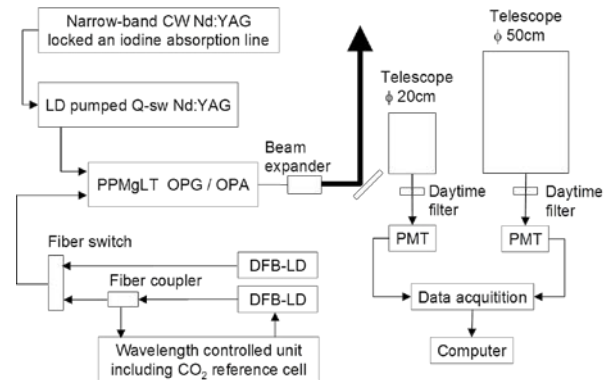 Narrow-band CW Nd:YAG
locked an iodine absorption line
LD pumped Q-sw Nd:YAG
PPMgLT OPG / OPA
Beam
expander
Telescope
ϕ 20cm
Telescope
ϕ 50cm
Daytime
filter
Daytime
filter
PMT
PMT
Data acquitition
Computer
Fiber switch
Fiber coupler
DFB-LD
DFB-LD
Wavelength controlled unit
including CO₂ reference cell